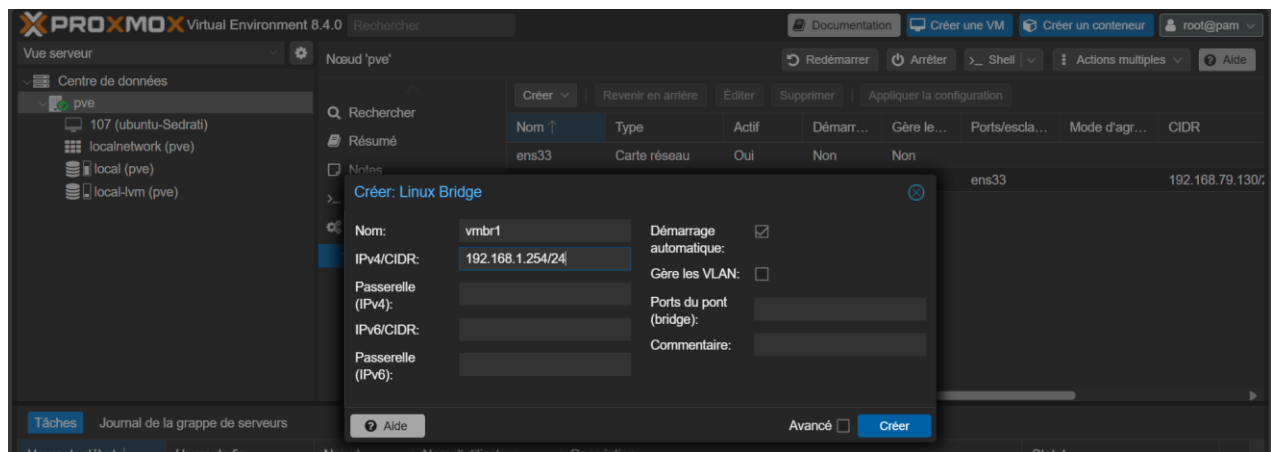 PROXMOX Virtual Environment 8.4.0 Rechercher Documentation Créer une VM Créer un conteneur root@pam
Vue serveur Nœud 'pve' Redémarrer Arrêter >_ Shell Actions multiples Aide
Centre de données
pve
107 (ubuntu-Sedrati)
localnetwork (pve)
local (pve)
local-lvm (pve)
Rechercher
Résumé
Notes
Créer Revenir en arrière Éditer Supprimer Appliquer la configuration
Nom ↑ Type Actif Démarr... Gère le... Ports/escla... Mode d'agr... CIDR
ens33 Carte réseau Oui Non Non
ens33 192.168.79.130/
Créer: Linux Bridge
Nom: vmbr1
IPv4/CIDR: 192.168.1.254/24
Passerelle
(IPv4):
IPv6/CIDR:
Passerelle
(IPv6):
Démarrage
automatique:
Gère les VLAN:
Ports du pont
(bridge):
Commentaire:
Aide Avancé Créer
Tâches Journal de la grappe de serveurs